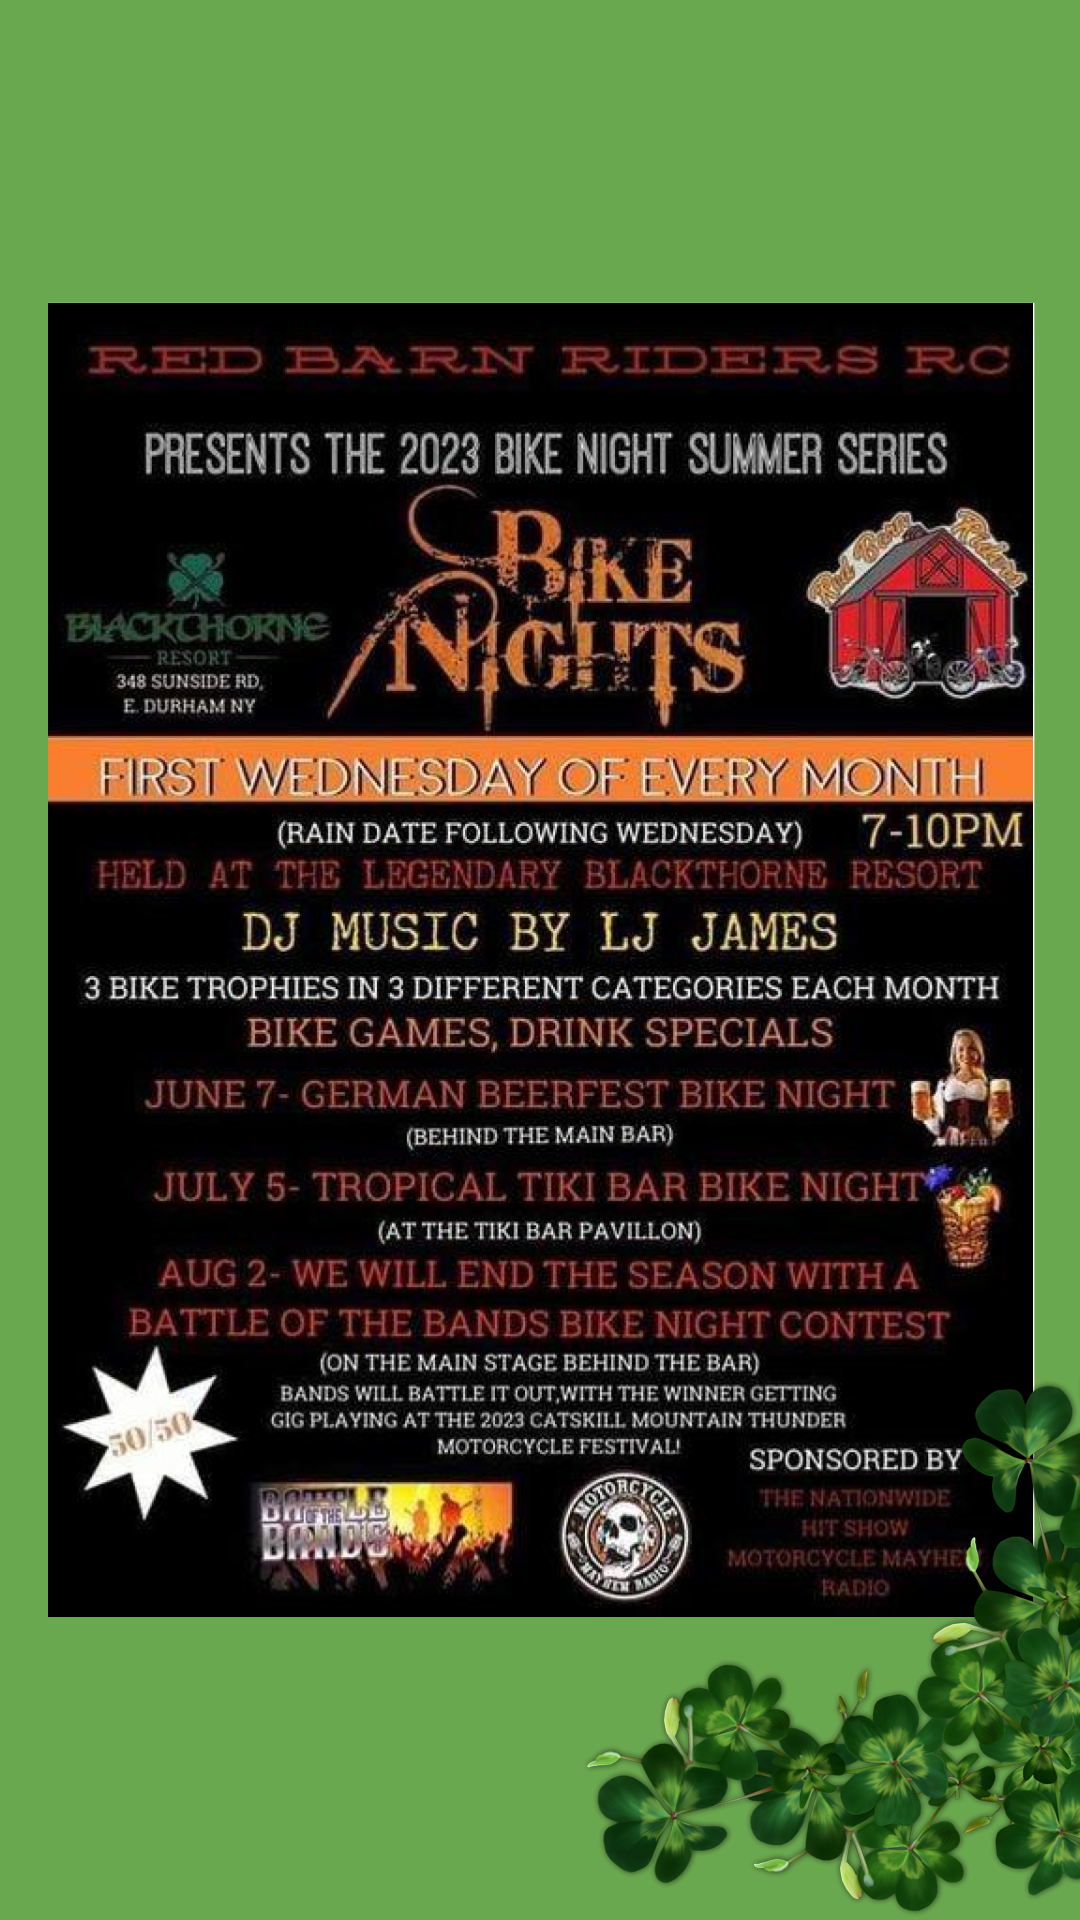 RED BARN RIDERS RC
PRESENTS THE 2023 BIKE NIGHT SUMMER SERIES
BIKE
NIGHTS
Red Barn Riders
BLACKTHORNE
RESORT
348 SUNSIDE RD,
E. DURHAM NY
FIRST WEDNESDAY OF EVERY MONTH
(RAIN DATE FOLLOWING WEDNESDAY) 7-10PM
HELD AT THE LEGENDARY BLACKTHORNE RESORT
DJ MUSIC BY LJ JAMES
3 BIKE TROPHIES IN 3 DIFFERENT CATEGORIES EACH MONTH
BIKE GAMES, DRINK SPECIALS
JUNE 7- GERMAN BEERFEST BIKE NIGHT
(BEHIND THE MAIN BAR)
JULY 5- TROPICAL TIKI BAR BIKE NIGHT
(AT THE TIKI BAR PAVILLON)
AUG 2- WE WILL END THE SEASON WITH A
BATTLE OF THE BANDS BIKE NIGHT CONTEST
(ON THE MAIN STAGE BEHIND THE BAR)
BANDS WILL BATTLE IT OUT,WITH THE WINNER GETTING
GIG PLAYING AT THE 2023 CATSKILL MOUNTAIN THUNDER
MOTORCYCLE FESTIVAL!
50/50
BATTLE
OF THE
BANDS
MOTORCYCLE
MAYHEM RADIO
SPONSORED BY
THE NATIONWIDE
HIT SHOW
MOTORCYCLE MAYHEM
RADIO